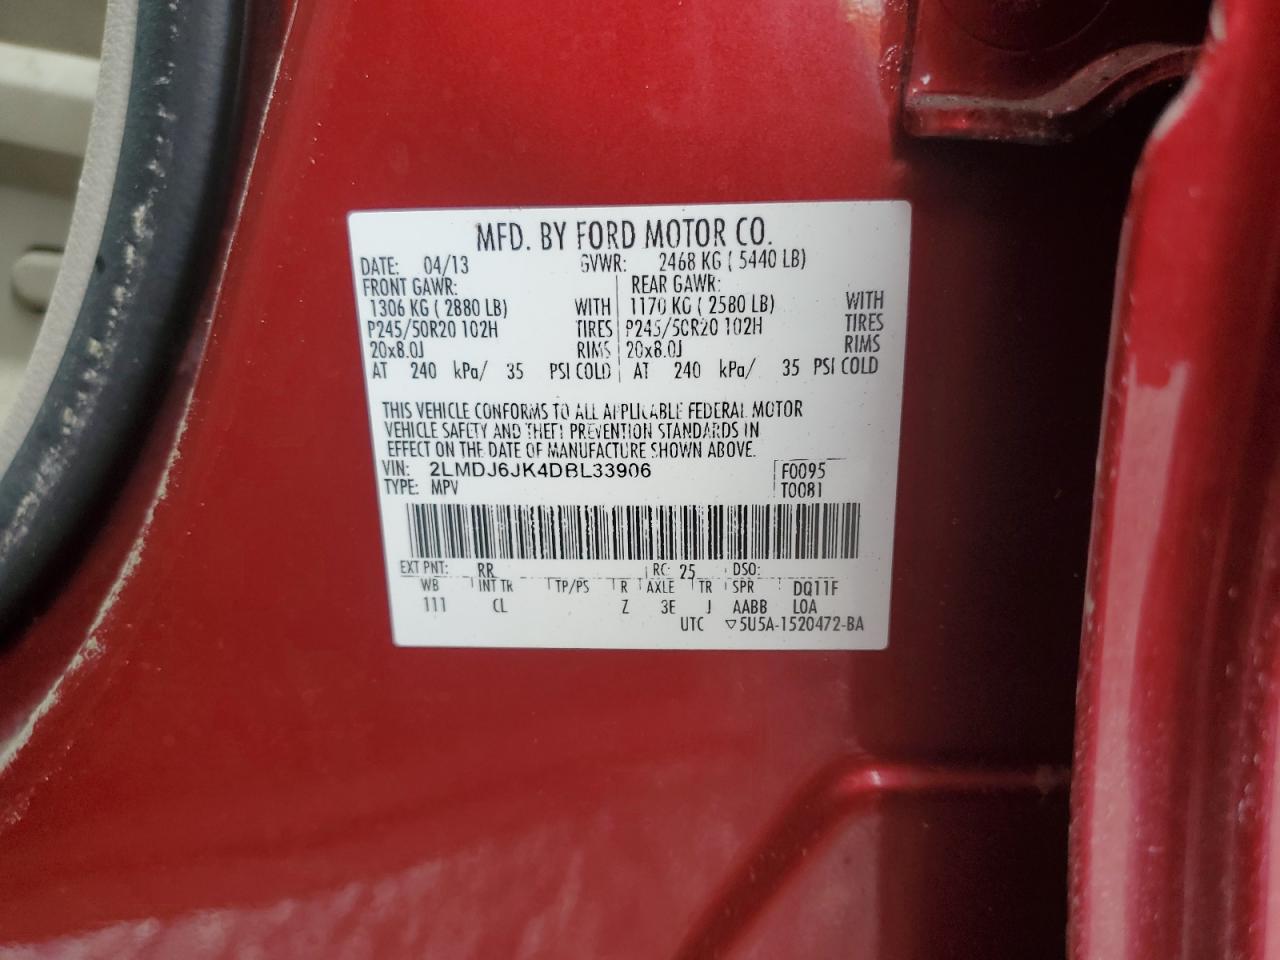 MFD. BY FORD MOTOR CO.
DATE: 04/13 GVWR: 2468 KG ( 5440 LB)
FRONT GAWR: REAR GAWR:
1306 KG ( 2880 LB) WITH 1170 KG ( 2580 LB) WITH
P245/50R20 102H TIRES P245/50R20 102H TIRES
20x8.0J RIMS 20x8.0J RIMS
AT 240 kPa/ 35 PSI COLD AT 240 kPa/ 35 PSI COLD
THIS VEHICLE CONFORMS TO ALL APPLICABLE FEDERAL MOTOR
VEHICLE SAFETY AND THEFT PREVENTION STANDARDS IN
EFFECT ON THE DATE OF MANUFACTURE SHOWN ABOVE.
VIN: 2LMDJ6JK4DBL33906 F0095
TYPE: MPV T0081
EXT PNT: RR RC: 25 DSO:
WB INT TR TP/PS R AXLE TR SPR DQ11F
111 CL Z 3E J AABB LOA
UTC ▽5U5A-1520472-BA